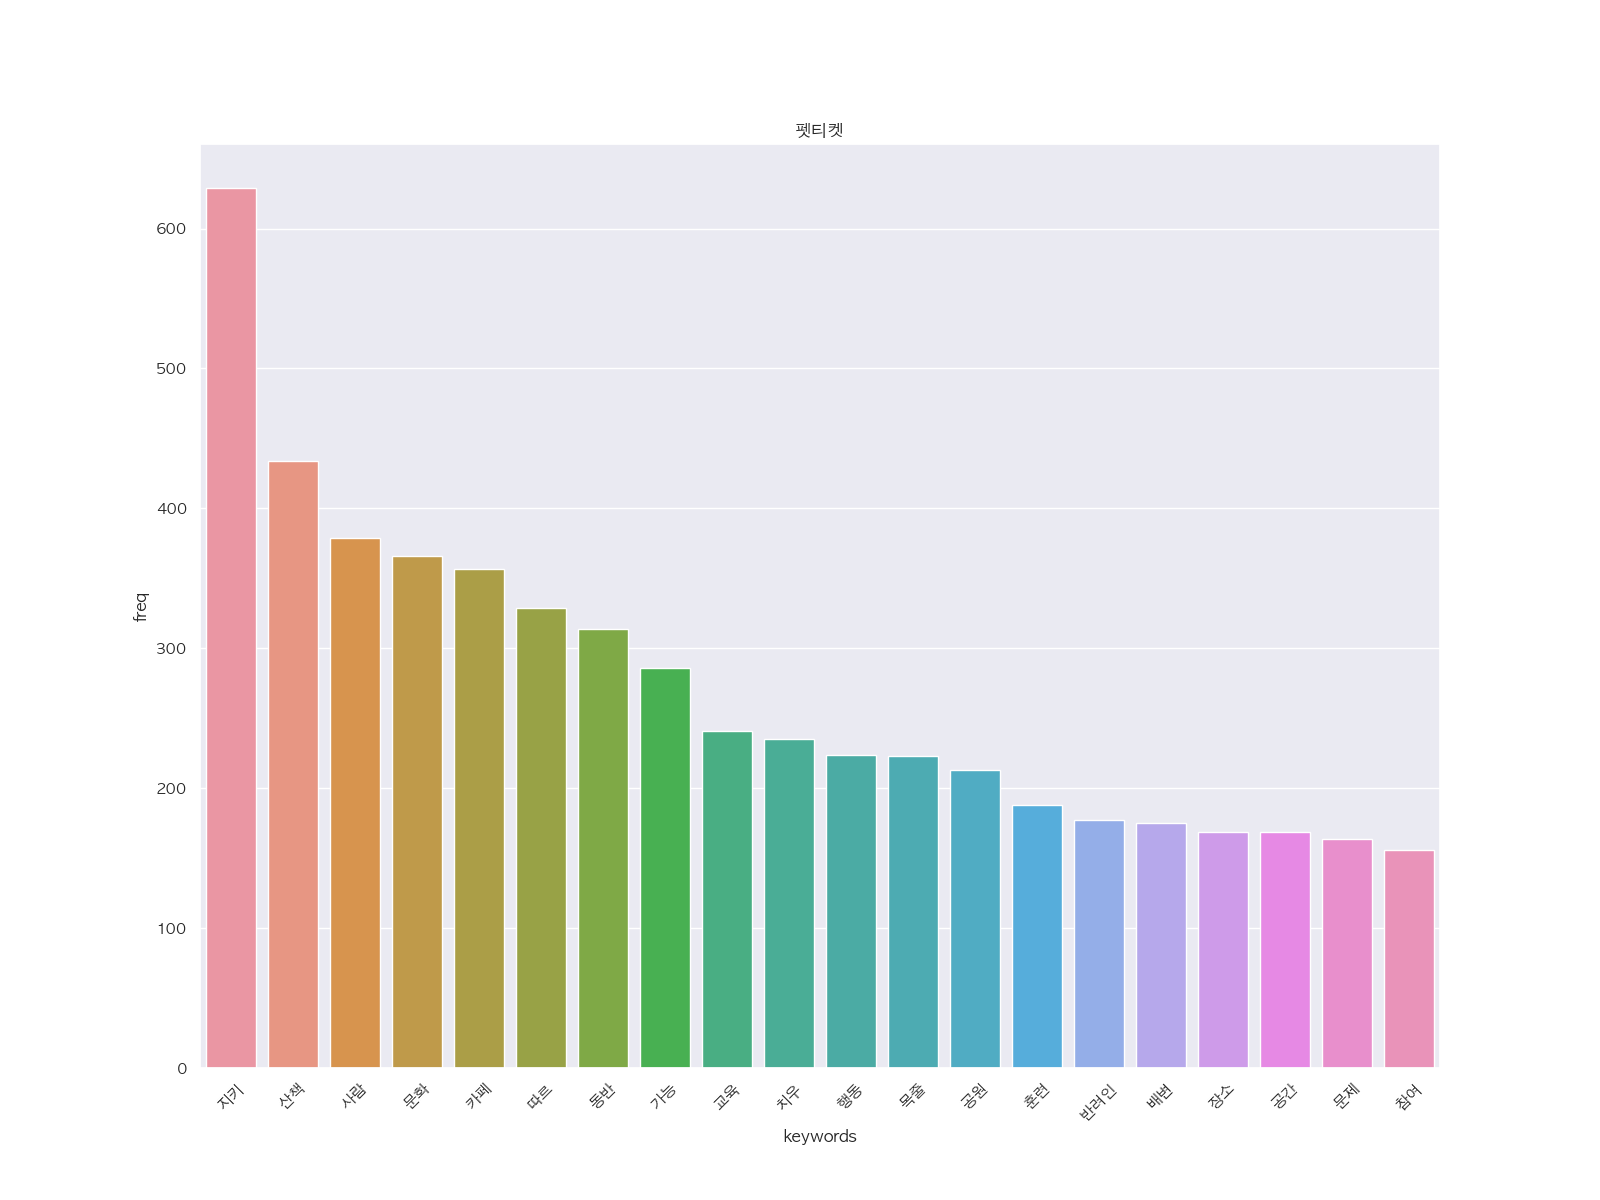 펫티켓
600
500
400
300
200
100
0
freq
지키
산책
사람
문화
카페
따르
동반
가능
교육
치우
행동
목줄
공원
훈련
반려인
배변
장소
공간
문제
참여
keywords